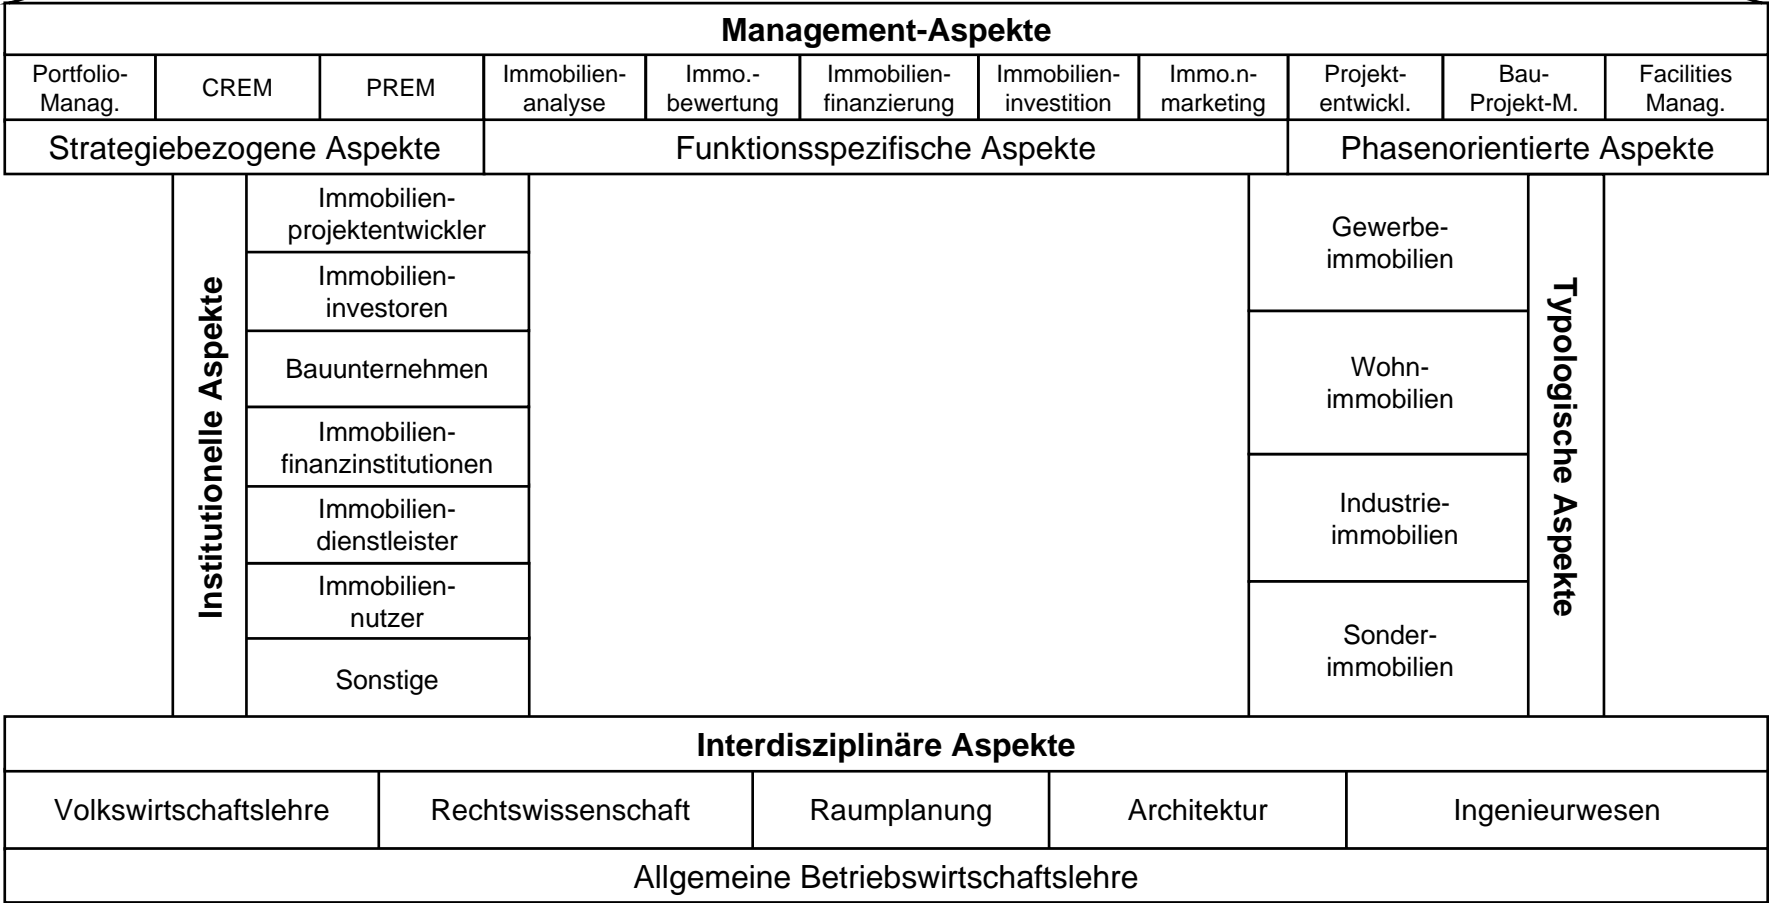 Management-Aspekte
Portfolio-
Manag.
CREM
PREM
Immobilien-
analyse
Immo.-
bewertung
Immobilien-
finanzierung
Immobilien-
investition
Immo.n-
marketing
Projekt-
entwickl.
Bau-
Projekt-M.
Facilities
Manag.
Strategiebezogene Aspekte
Funktionsspezifische Aspekte
Phasenorientierte Aspekte
Institutionelle Aspekte
Immobilien-
projektentwickler
Immobilien-
investoren
Bauunternehmen
Immobilien-
finanzinstitutionen
Immobilien-
dienstleister
Immobilien-
nutzer
Sonstige
Gewerbe-
immobilien
Wohn-
immobilien
Industrie-
immobilien
Sonder-
immobilien
Typologische Aspekte
Interdisziplinäre Aspekte
Volkswirtschaftslehre
Rechtswissenschaft
Raumplanung
Architektur
Ingenieurwesen
Allgemeine Betriebswirtschaftslehre